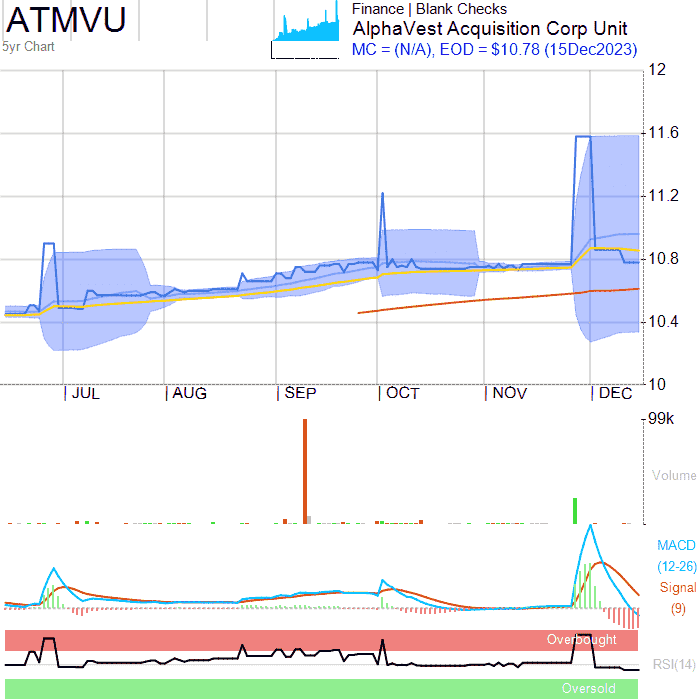 ATMVU
5yr Chart
Finance | Blank Checks
AlphaVest Acquisition Corp Unit
MC = (N/A), EOD = $10.78 (15Dec2023)
12
11.6
11.2
10.8
10.4
10
JUL AUG SEP OCT NOV DEC
99k
Volume
MACD
(12-26)
Signal
(9)
Overbought
RSI(14)
Oversold